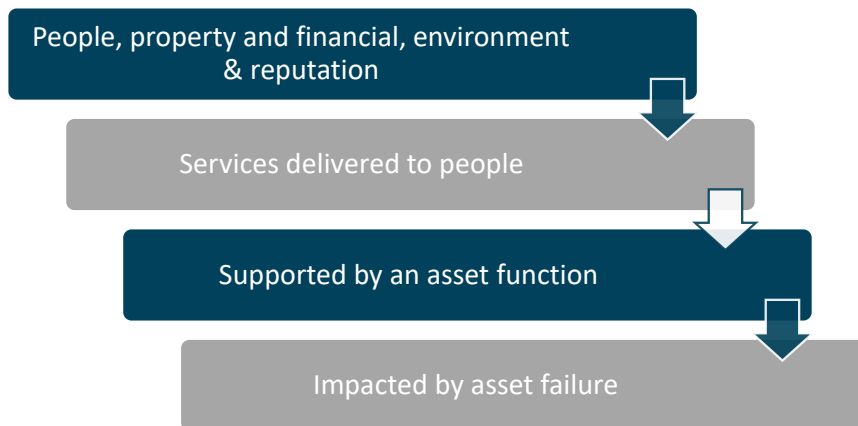 People, property and financial, environment
& reputation
Services delivered to people
Supported by an asset function
Impacted by asset failure